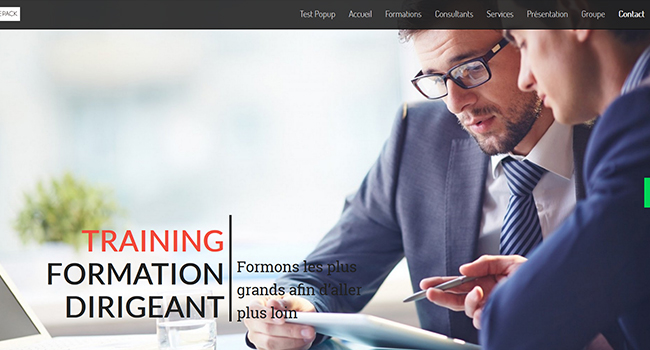 PACK
Test Popup Accueil Formations Consultants Services Présentation Groupe Contact
TRAINING
FORMATION
DIRIGEANT
Formons les plus
grands afin d'aller
plus loin